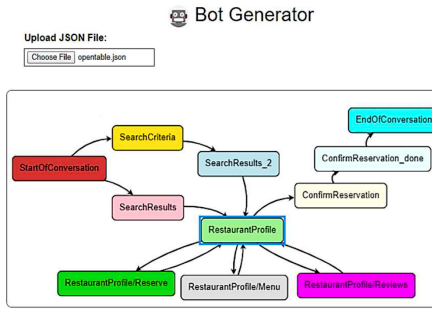 Bot Generator
Upload JSON File:
Choose File opentable.json
EndOfConversation
SearchCriteria
ConfirmReservation_done
SearchResults_2
StartOfConversation
ConfirmReservation
SearchResults
RestaurantProfile
RestaurantProfile/Reserve
RestaurantProfile/Menu
RestaurantProfile/Reviews